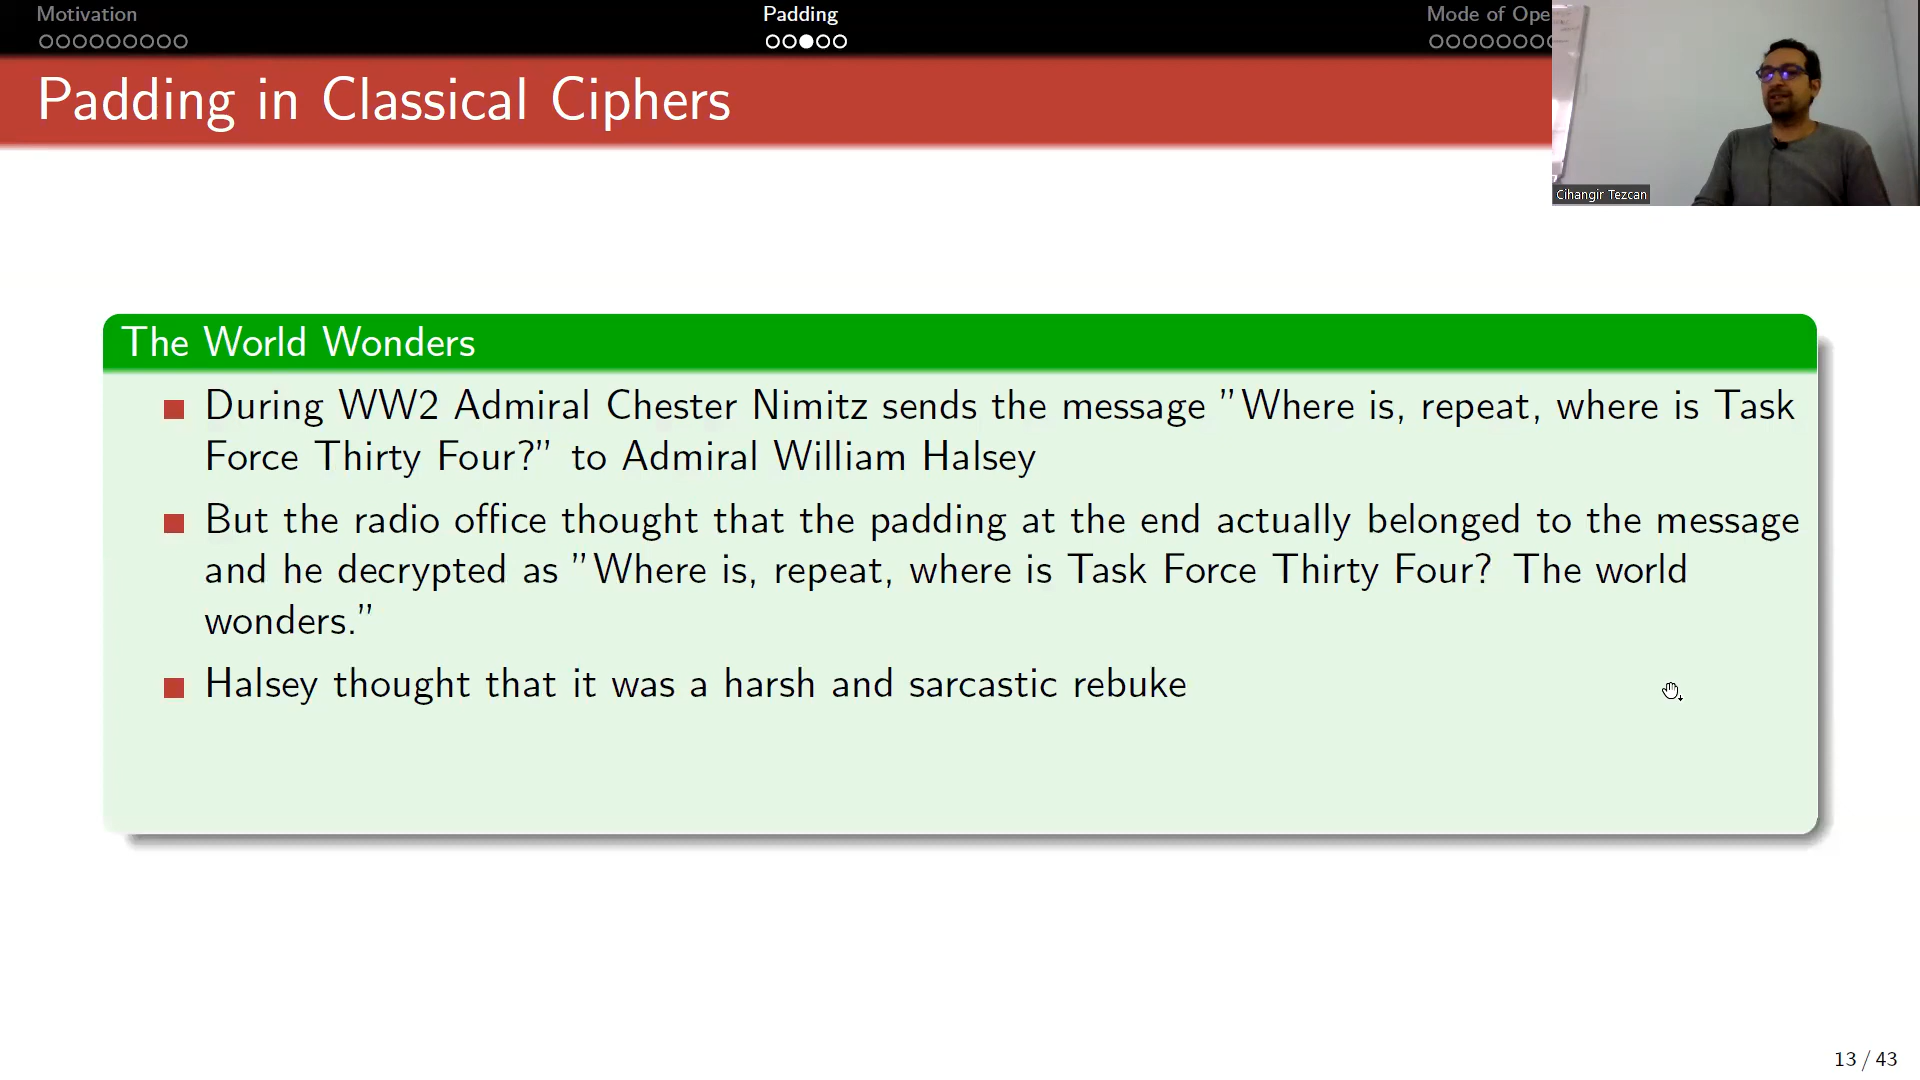 Motivation
Padding
Mode of Ope
Padding in Classical Ciphers
Cihangir Tezcan
The World Wonders
During WW2 Admiral Chester Nimitz sends the message ”Where is, repeat, where is Task
Force Thirty Four?” to Admiral William Halsey
But the radio office thought that the padding at the end actually belonged to the message
and he decrypted as ”Where is, repeat, where is Task Force Thirty Four? The world
wonders.”
Halsey thought that it was a harsh and sarcastic rebuke
13 / 43